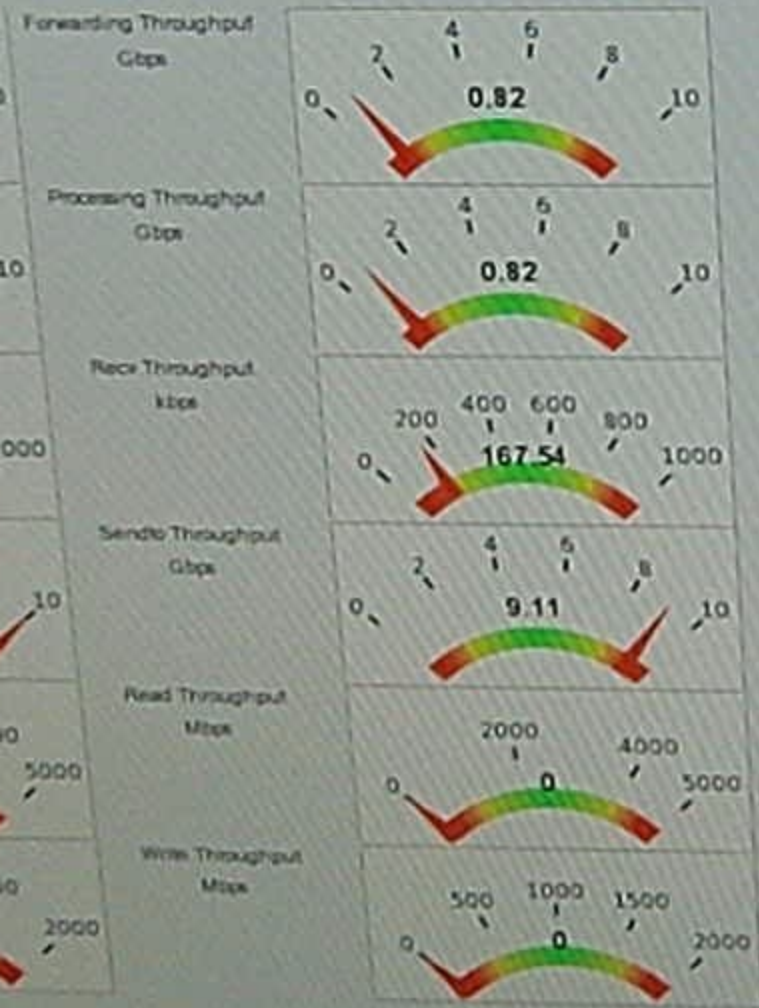 Forwarding Throughput
Gbps
0 2 4 6 8 10
0.82
Processing Throughput
Gbps
10
0 2 4 6 8 10
0.82
Recv Throughput
kbps
000
0 200 400 600 800 1000
167.54
Sendto Throughput
Gbps
10
0 2 4 6 8 10
9.11
Read Throughput
Mbps
5000
0 2000 4000 5000
0
Write Throughput
Mbps
2000
0 500 1000 1500 2000
0